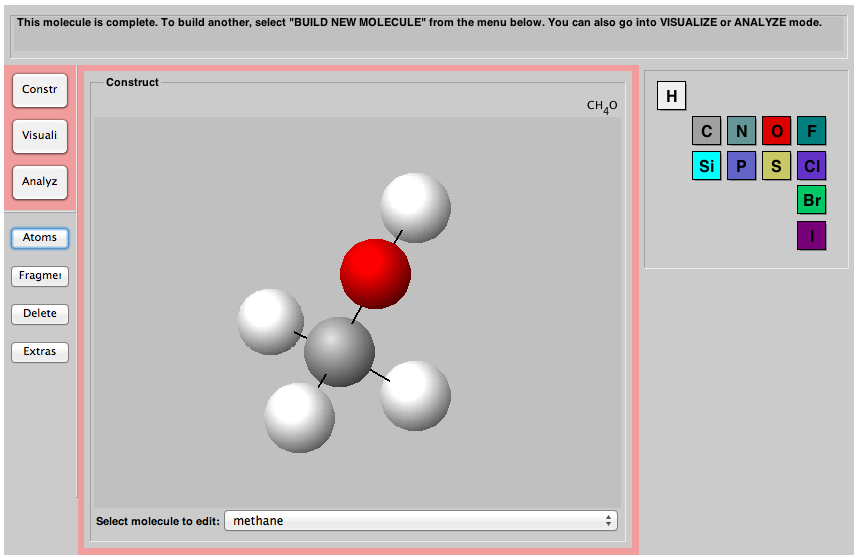 This molecule is complete. To build another, select "BUILD NEW MOLECULE" from the menu below. You can also go into VISUALIZE or ANALYZE mode.
Constr
Visuali
Analyz
Atoms
Fragmer
Delete
Extras
Construct
CH4O
Select molecule to edit: methane
H
C N O F
Si P S Cl
Br
I